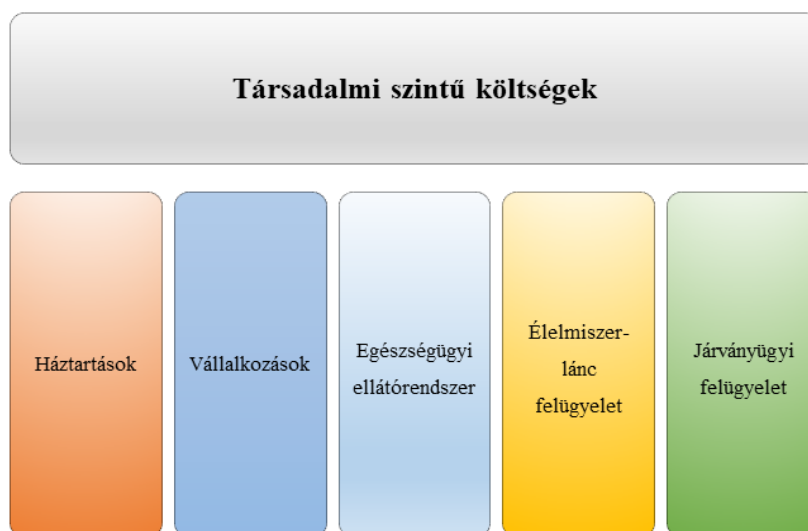 Társadalmi szintű költségek
Háztartások
Vállalkozások
Egészségügyi
ellátórendszer
Élelmiszer-
lánc
felügyelet
Járványügyi
felügyelet